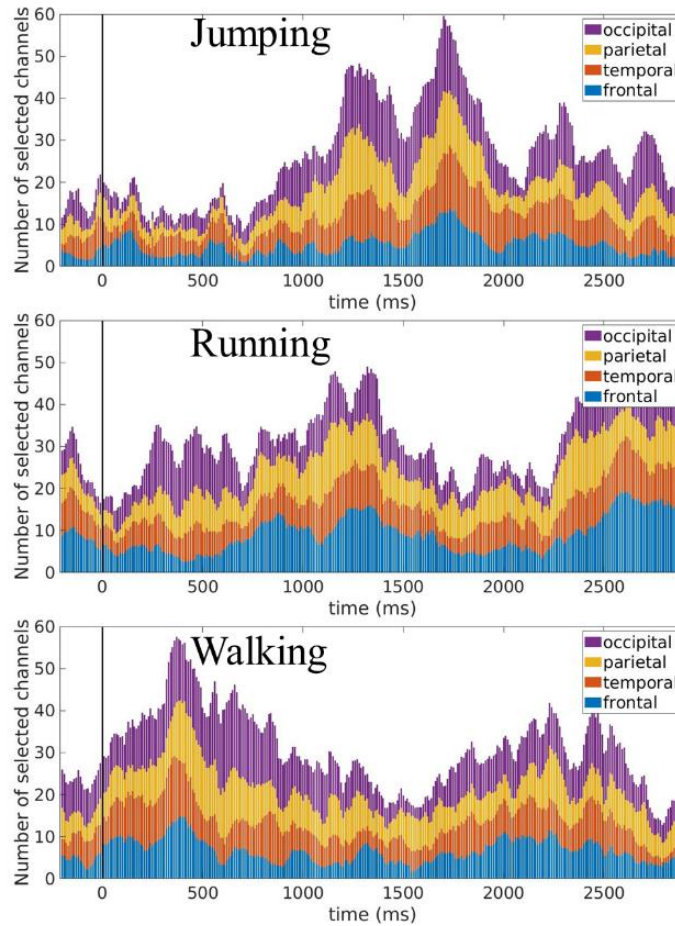 Jumping
Number of selected channels
60
50
40
30
20
10
0
occipital
parietal
temporal
frontal
0 500 1000 1500 2000 2500
time (ms)
Running
Number of selected channels
60
50
40
30
20
10
0
occipital
parietal
temporal
frontal
0 500 1000 1500 2000 2500
time (ms)
Walking
Number of selected channels
60
50
40
30
20
10
0
occipital
parietal
temporal
frontal
0 500 1000 1500 2000 2500
time (ms)